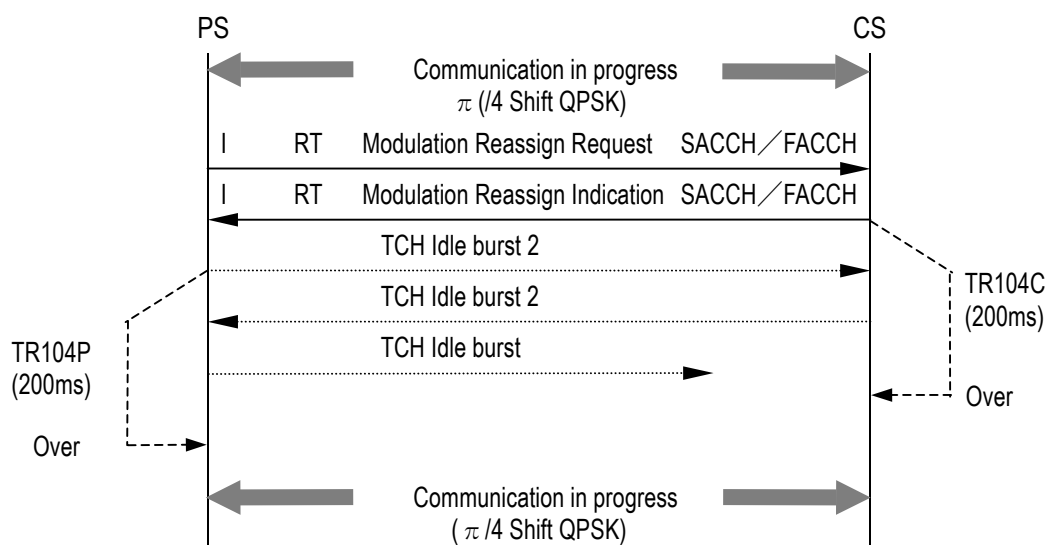 PS CS
Communication in progress
π (/4 Shift QPSK)
I RT Modulation Reassign Request SACCH／FACCH
I RT Modulation Reassign Indication SACCH／FACCH
TCH Idle burst 2
TR104C
(200ms)
TCH Idle burst 2
TR104P
(200ms)
TCH Idle burst
Over
Over
Communication in progress
( π /4 Shift QPSK)